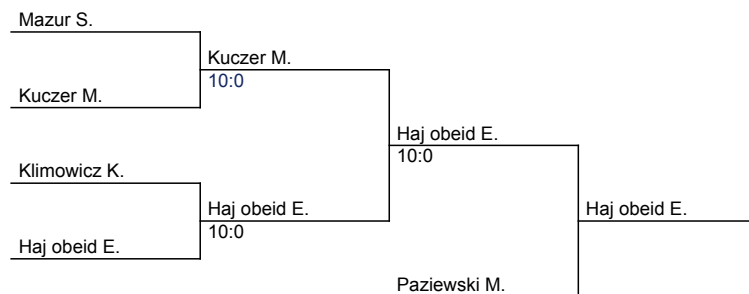 Mazur S.
Kuczer M.
10:0
Kuczer M.
Haj obeid E.
10:0
Klimowicz K.
Haj obeid E.
10:0
Haj obeid E.
Haj obeid E.
Paziewski M.